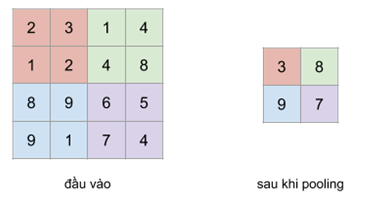 2 3 1 4
1 2 4 8
8 9 6 5
9 1 7 4
đầu vào
3 8
9 7
sau khi pooling